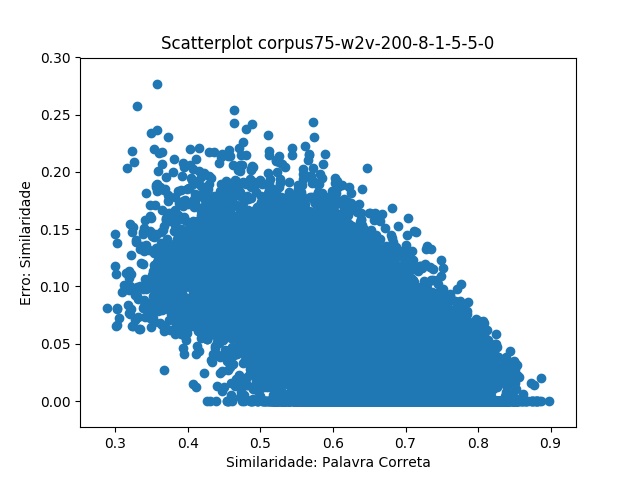 Scatterplot corpus75-w2v-200-8-1-5-5-0
0.30
0.25
0.20
0.15
0.10
0.05
0.00
Erro: Similaridade
0.3 0.4 0.5 0.6 0.7 0.8 0.9
Similaridade: Palavra Correta